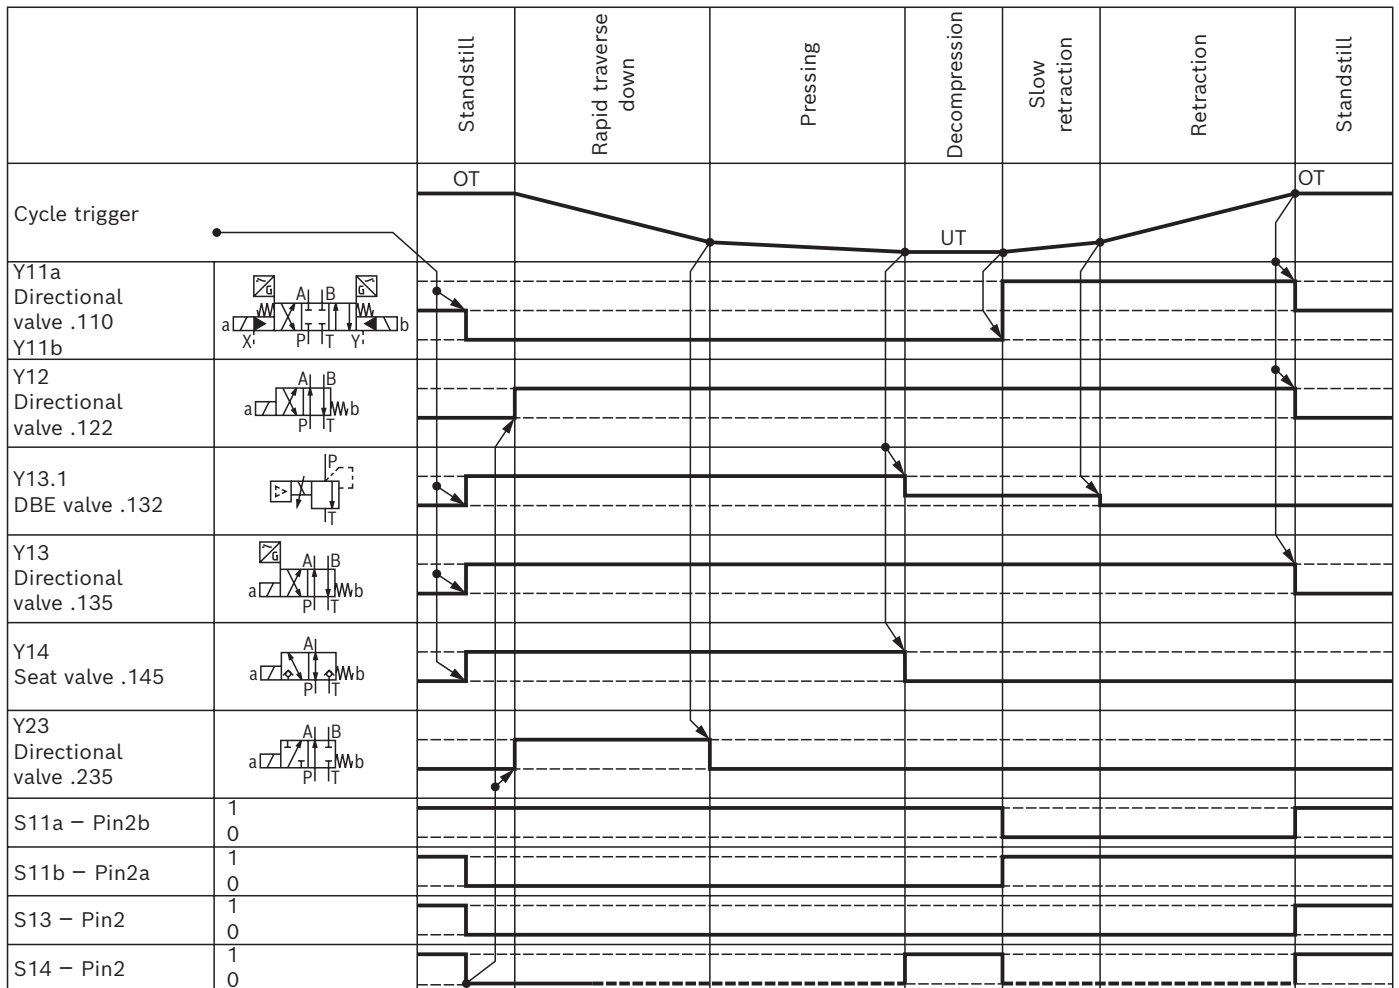 Standstill
Rapid traverse
down
Pressing
Decompression
Slow
retraction
Retraction
Standstill
Cycle trigger
OT
UT
OT
Y11a
Directional
valve .110
Y11b
G
G
A B
a b
X P T Y
Y12
Directional
valve .122
A B
a b
P T
Y13.1
DBE valve .132
P
T
Y13
Directional
valve .135
G
A B
a b
P T
Y14
Seat valve .145
A
a b
P T
Y23
Directional
valve .235
A B
a b
P T
S11a – Pin2b
1
0
S11b – Pin2a
1
0
S13 – Pin2
1
0
S14 – Pin2
1
0